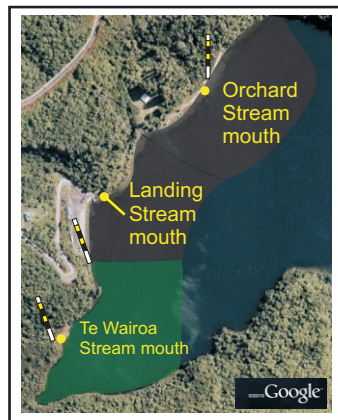 Orchard
Stream
mouth
Landing
Stream
mouth
Te Wairoa
Stream mouth
©2010 Google